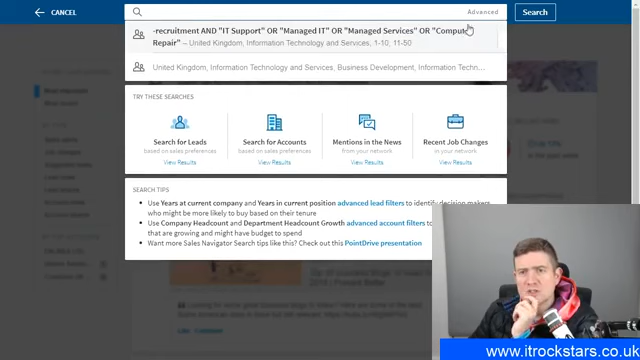 CANCEL
Advanced
Search
-recruitment AND "IT Support" OR "Managed IT" OR "Managed Services" OR "Compute
Repair" – United Kingdom, Information Technology and Services, 1-10, 11-50
United Kingdom, Information Technology and Services, Business Development, Information Techn...
TRY THESE SEARCHES
Search for Leads
based on sales preferences
View Results
Search for Accounts
based on sales preferences
View Results
Mentions in the News
from your network
View Results
Recent Job Changes
in your network
View Results
SEARCH TIPS
• Use Years at current company and Years in current position advanced lead filters to identify decision makers
who might be more likely to buy based on their tenure
• Use Company Headcount and Department Headcount Growth advanced account filters to
that are growing and might have budget to spend
• Want more Sales Navigator Search tips like this? Check out this PointDrive presentation
www.itrockstars.co.uk